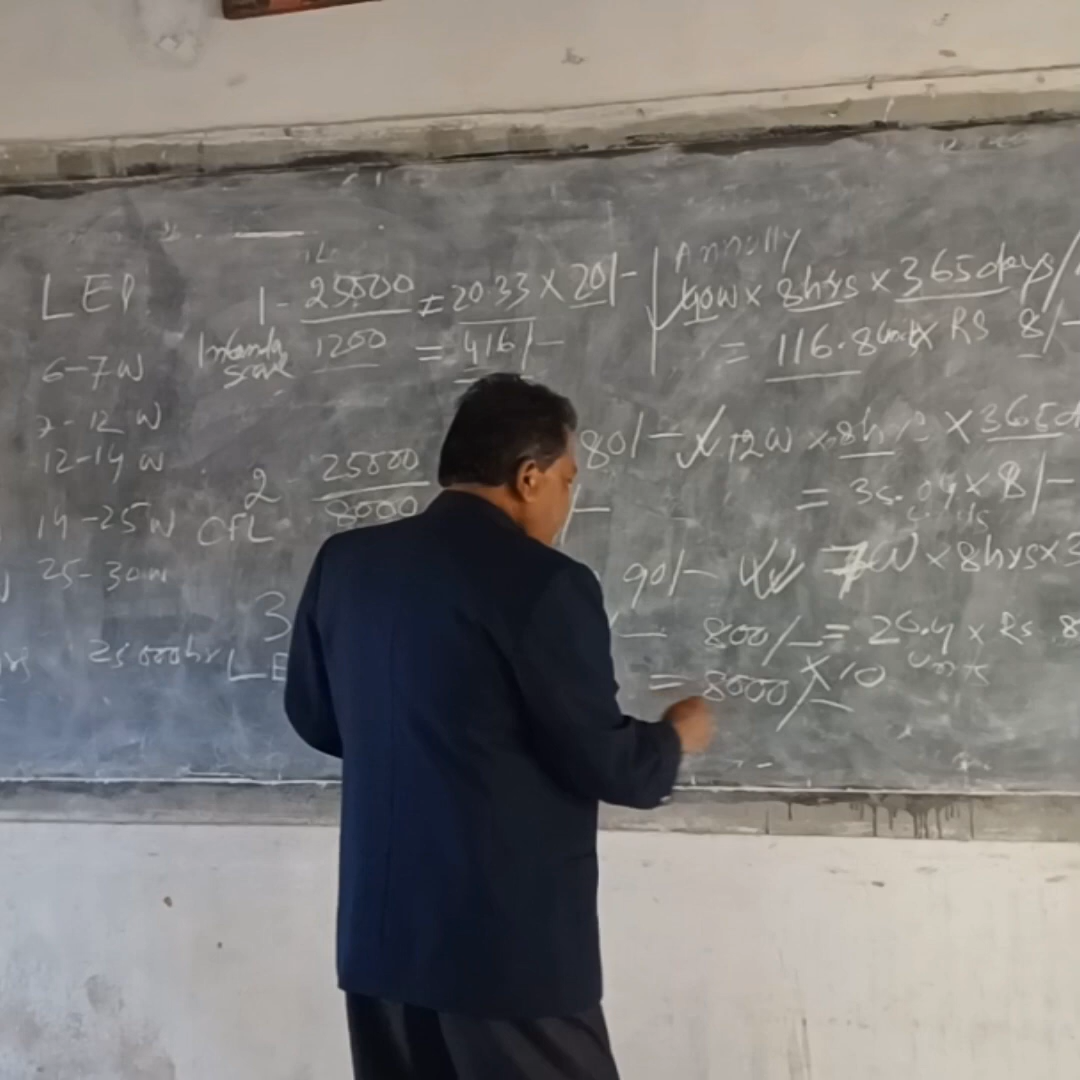 LED
6-7W
7-12 W
12-14 W
14-25W
25-30W
25000hr
1- 25000
1200
= 20.33 X 20/-
= 416/-
Annully
40W x 8hrs x 365days/
= 116.8 x RS 8/-
2 25000
CFL 8000
80/-
12W x 8h x 365d
= 35.04 x 8/-
units
3
LE
90/-
7W x 8hrs x 3
800/- = 20.4 x Rs 8
units
= 8000/- x 10